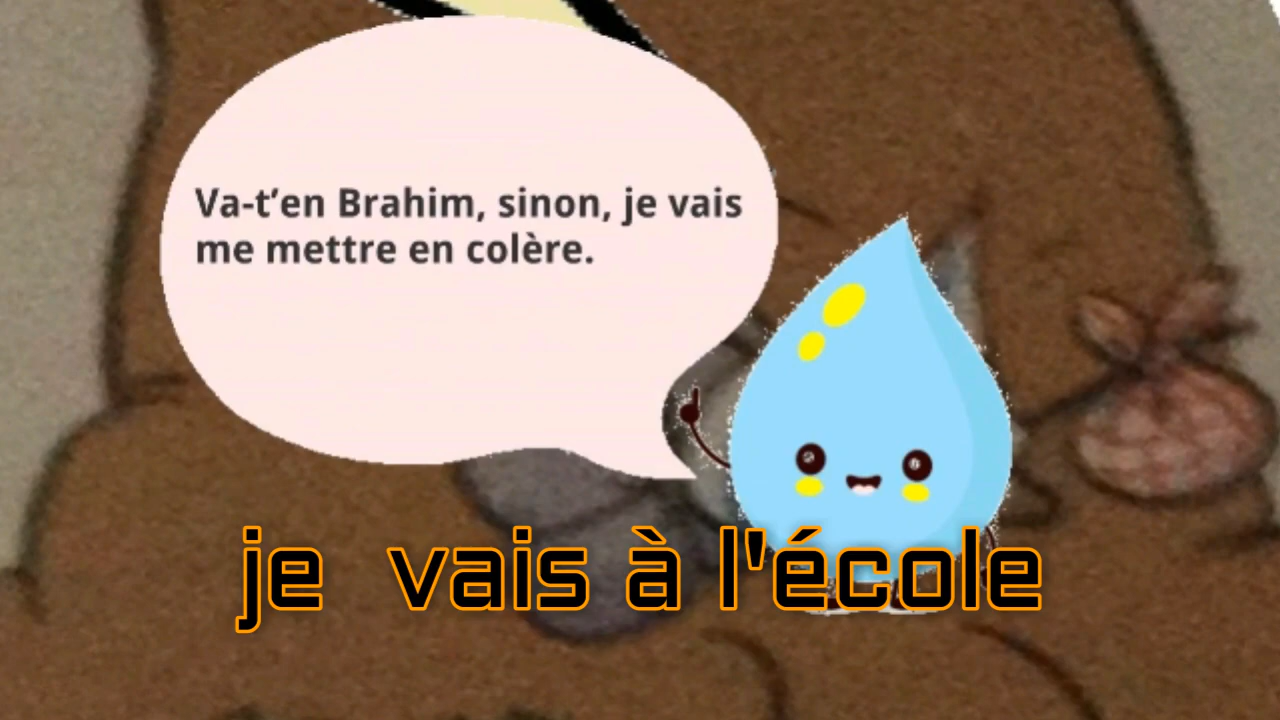 Va-t’en Brahim, sinon, je vais
me mettre en colère.
je vais à l'école